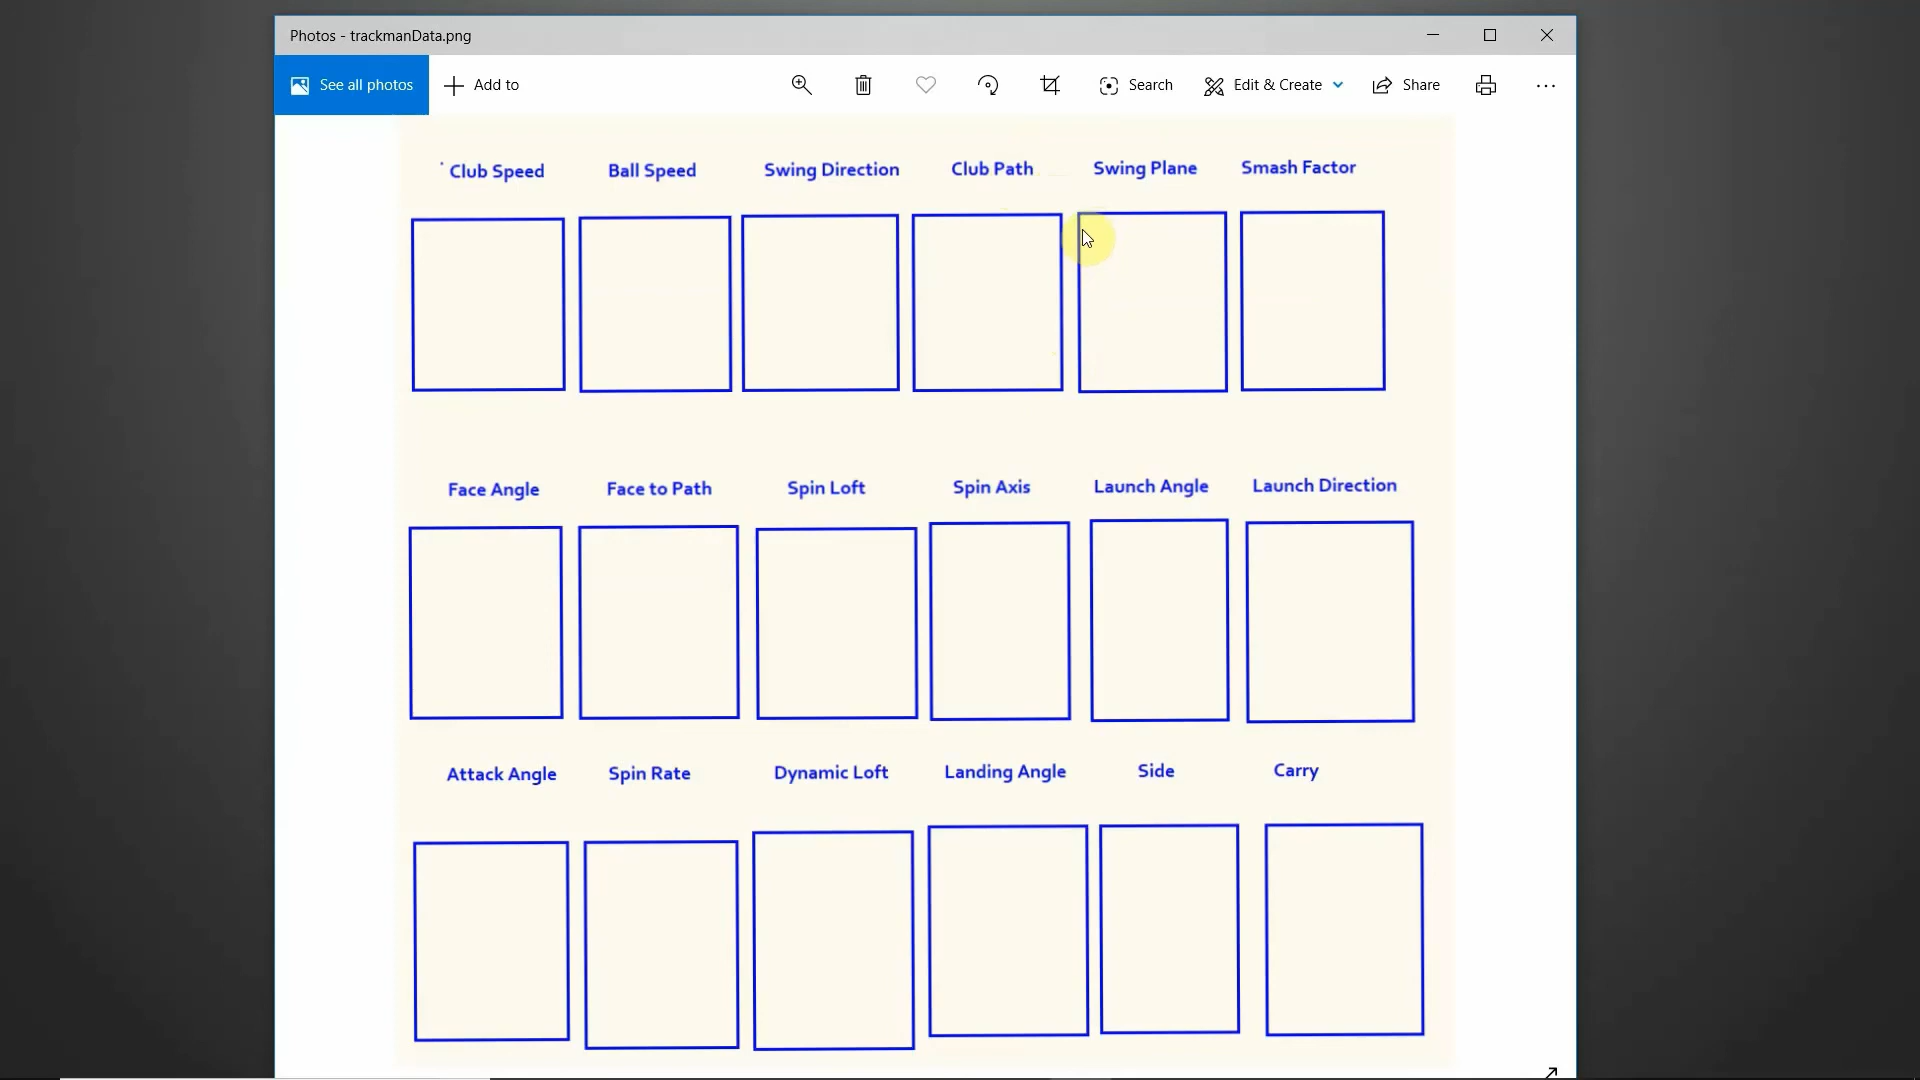 Photos - trackmanData.png
See all photos Add to Search Edit & Create Share
Club Speed Ball Speed Swing Direction Club Path Swing Plane Smash Factor
Face Angle Face to Path Spin Loft Spin Axis Launch Angle Launch Direction
Attack Angle Spin Rate Dynamic Loft Landing Angle Side Carry